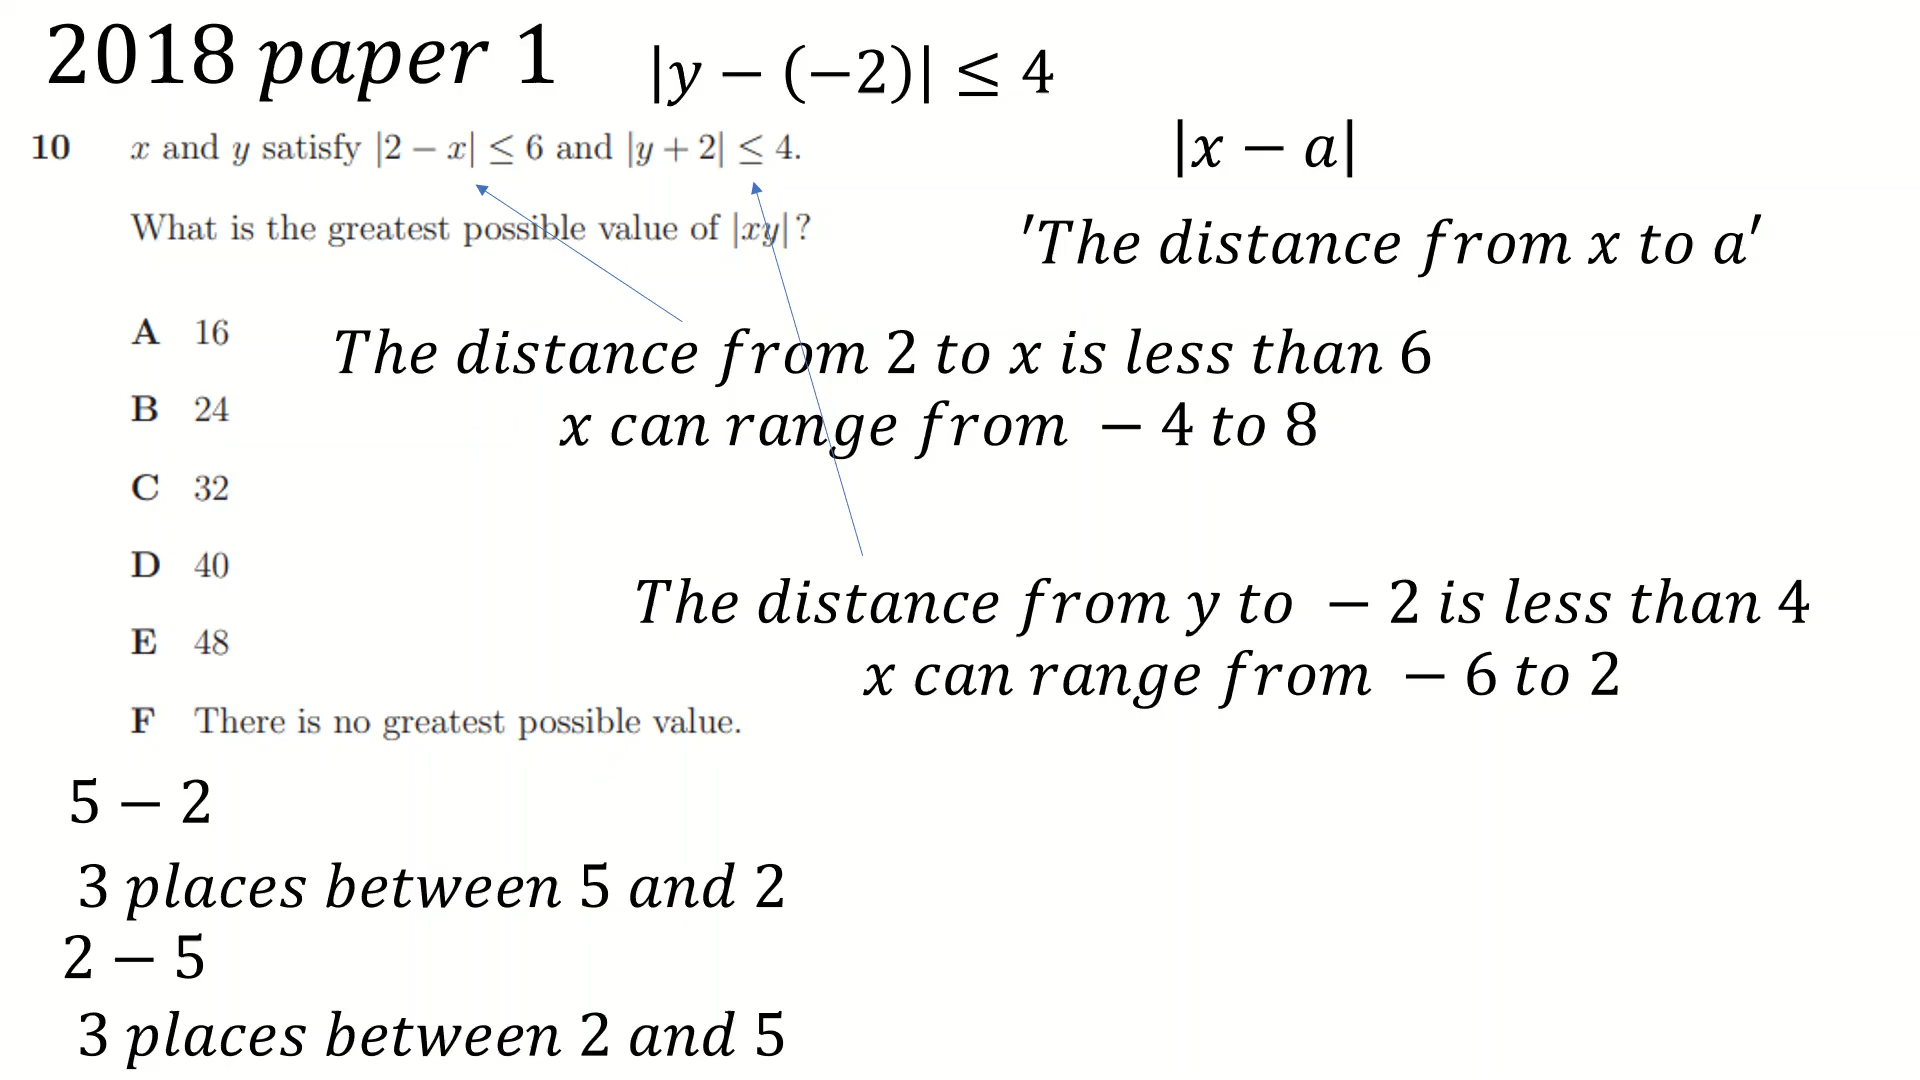 2018 paper 1
|y − (−2)| ≤ 4
10 x and y satisfy |2 − x| ≤ 6 and |y + 2| ≤ 4.
|x − a|
What is the greatest possible value of |xy|?
'The distance from x to a'
A 16
The distance from 2 to x is less than 6
B 24
x can range from − 4 to 8
C 32
D 40
The distance from y to − 2 is less than 4
E 48
x can range from − 6 to 2
F There is no greatest possible value.
5 − 2
3 places between 5 and 2
2 − 5
3 places between 2 and 5